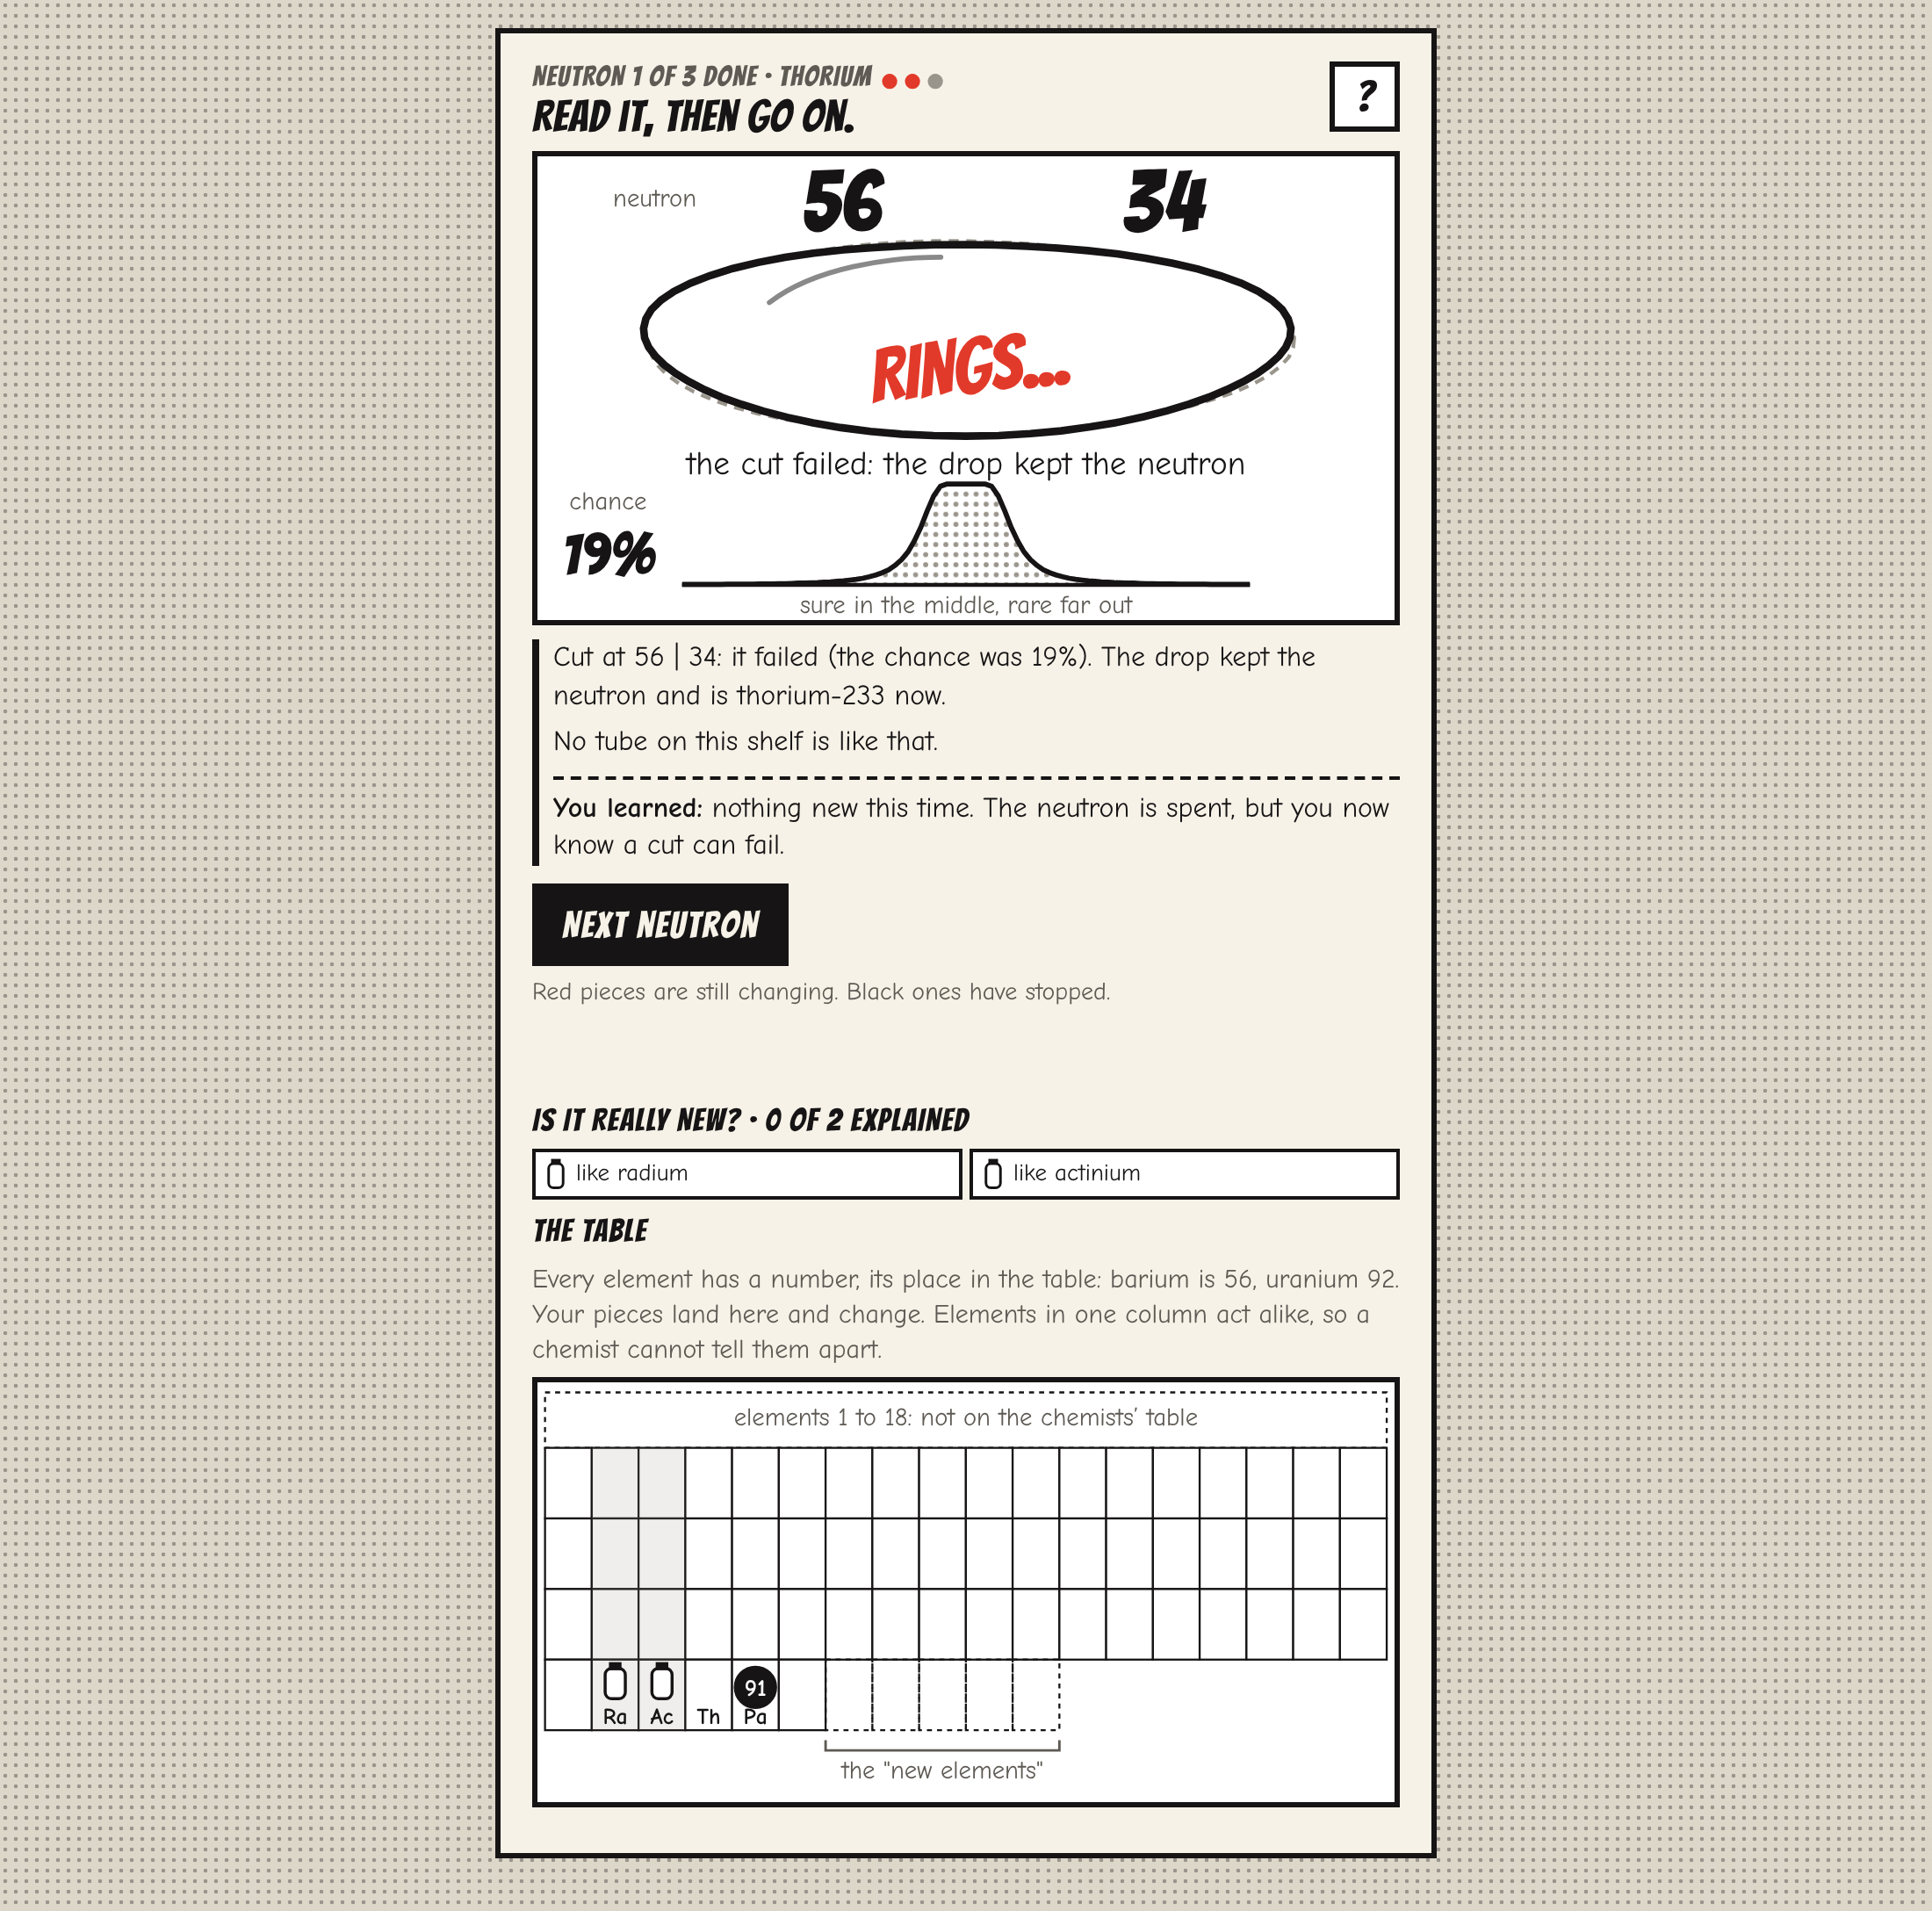 NEUTRON 1 OF 3 DONE · THORIUM
READ IT, THEN GO ON.
?
neutron
56
34
RINGS...
the cut failed: the drop kept the neutron
chance
19%
sure in the middle, rare far out
Cut at 56 | 34: it failed (the chance was 19%). The drop kept the
neutron and is thorium-233 now.
No tube on this shelf is like that.
You learned: nothing new this time. The neutron is spent, but you now
know a cut can fail.
NEXT NEUTRON
Red pieces are still changing. Black ones have stopped.
IS IT REALLY NEW? · 0 OF 2 EXPLAINED
like radium
like actinium
THE TABLE
Every element has a number, its place in the table: barium is 56, uranium 92.
Your pieces land here and change. Elements in one column act alike, so a
chemist cannot tell them apart.
elements 1 to 18: not on the chemists' table
91
Ra Ac Th Pa
the "new elements"